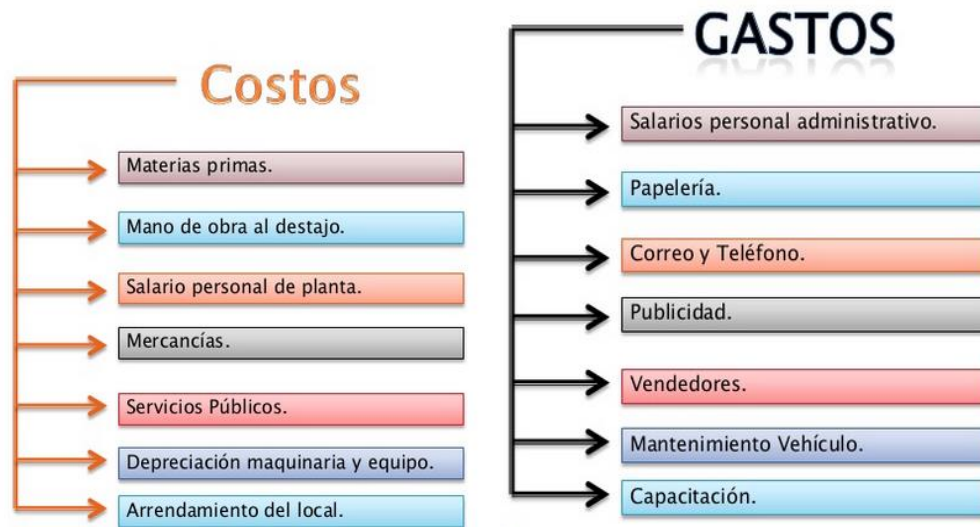 Costos
Materias primas.
Mano de obra al destajo.
Salario personal de planta.
Mercancías.
Servicios Públicos.
Depreciación maquinaria y equipo.
Arrendamiento del local.
GASTOS
Salarios personal administrativo.
Papelería.
Correo y Teléfono.
Publicidad.
Vendedores.
Mantenimiento Vehículo.
Capacitación.